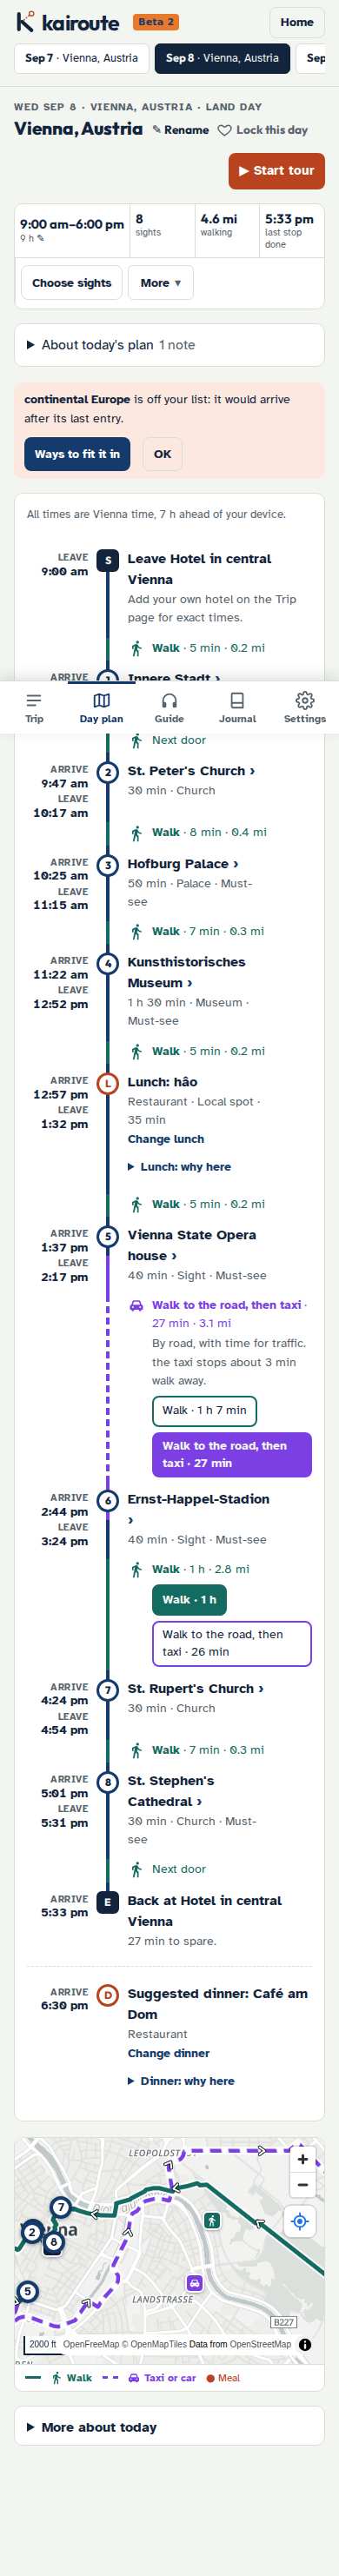 kairoute Beta 2 Home
Sep 7 · Vienna, Austria Sep 8 · Vienna, Austria Sep
WED SEP 8 · VIENNA, AUSTRIA · LAND DAY
Vienna, Austria ✎ Rename Lock this day
▶ Start tour
9:00 am–6:00 pm 8 4.6 mi 5:33 pm
9 h ✎ sights walking last stop
done
Choose sights More ▾
▶ About today's plan 1 note
continental Europe is off your list: it would arrive
after its last entry.
Ways to fit it in OK
All times are Vienna time, 7 h ahead of your device.
LEAVE
9:00 am
S
Leave Hotel in central
Vienna
Add your own hotel on the Trip
page for exact times.
Walk · 5 min · 0.2 mi
ARRIVE 1 Innere Stadt ›
Trip Day plan Guide Journal Settings
Next door
ARRIVE
9:47 am
LEAVE
10:17 am
2
St. Peter's Church ›
30 min · Church
Walk · 8 min · 0.4 mi
ARRIVE
10:25 am
LEAVE
11:15 am
3
Hofburg Palace ›
50 min · Palace · Must-
see
Walk · 7 min · 0.3 mi
ARRIVE
11:22 am
LEAVE
12:52 pm
4
Kunsthistorisches
Museum ›
1 h 30 min · Museum ·
Must-see
Walk · 5 min · 0.2 mi
ARRIVE
12:57 pm
LEAVE
1:32 pm
L
Lunch: hâo
Restaurant · Local spot ·
35 min
Change lunch
▶ Lunch: why here
Walk · 5 min · 0.2 mi
ARRIVE
1:37 pm
LEAVE
2:17 pm
5
Vienna State Opera
house ›
40 min · Sight · Must-see
Walk to the road, then taxi ·
27 min · 3.1 mi
By road, with time for traffic.
the taxi stops about 3 min
walk away.
Walk · 1 h 7 min
Walk to the road, then
taxi · 27 min
ARRIVE
2:44 pm
LEAVE
3:24 pm
6
Ernst-Happel-Stadion
›
40 min · Sight · Must-see
Walk · 1 h · 2.8 mi
Walk · 1 h
Walk to the road, then
taxi · 26 min
ARRIVE
4:24 pm
LEAVE
4:54 pm
7
St. Rupert's Church ›
30 min · Church
Walk · 7 min · 0.3 mi
ARRIVE
5:01 pm
LEAVE
5:31 pm
8
St. Stephen's
Cathedral ›
30 min · Church · Must-
see
Next door
ARRIVE
5:33 pm
E
Back at Hotel in central
Vienna
27 min to spare.
ARRIVE
6:30 pm
D
Suggested dinner: Café am
Dom
Restaurant
Change dinner
▶ Dinner: why here
+
−
7
2
8
5
LANDSTRASSE
B227
2000 ft OpenFreeMap © OpenMapTiles Data from OpenStreetMap
Walk Taxi or car Meal
▶ More about today